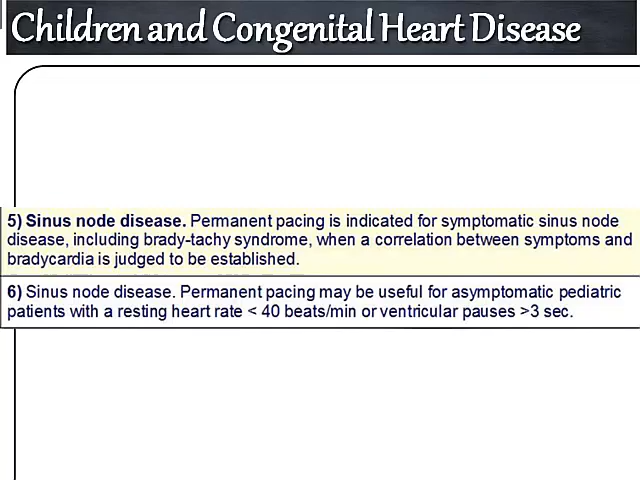 Children and Congenital Heart Disease
5) Sinus node disease. Permanent pacing is indicated for symptomatic sinus node
disease, including brady-tachy syndrome, when a correlation between symptoms and
bradycardia is judged to be established.
6) Sinus node disease. Permanent pacing may be useful for asymptomatic pediatric
patients with a resting heart rate < 40 beats/min or ventricular pauses >3 sec.